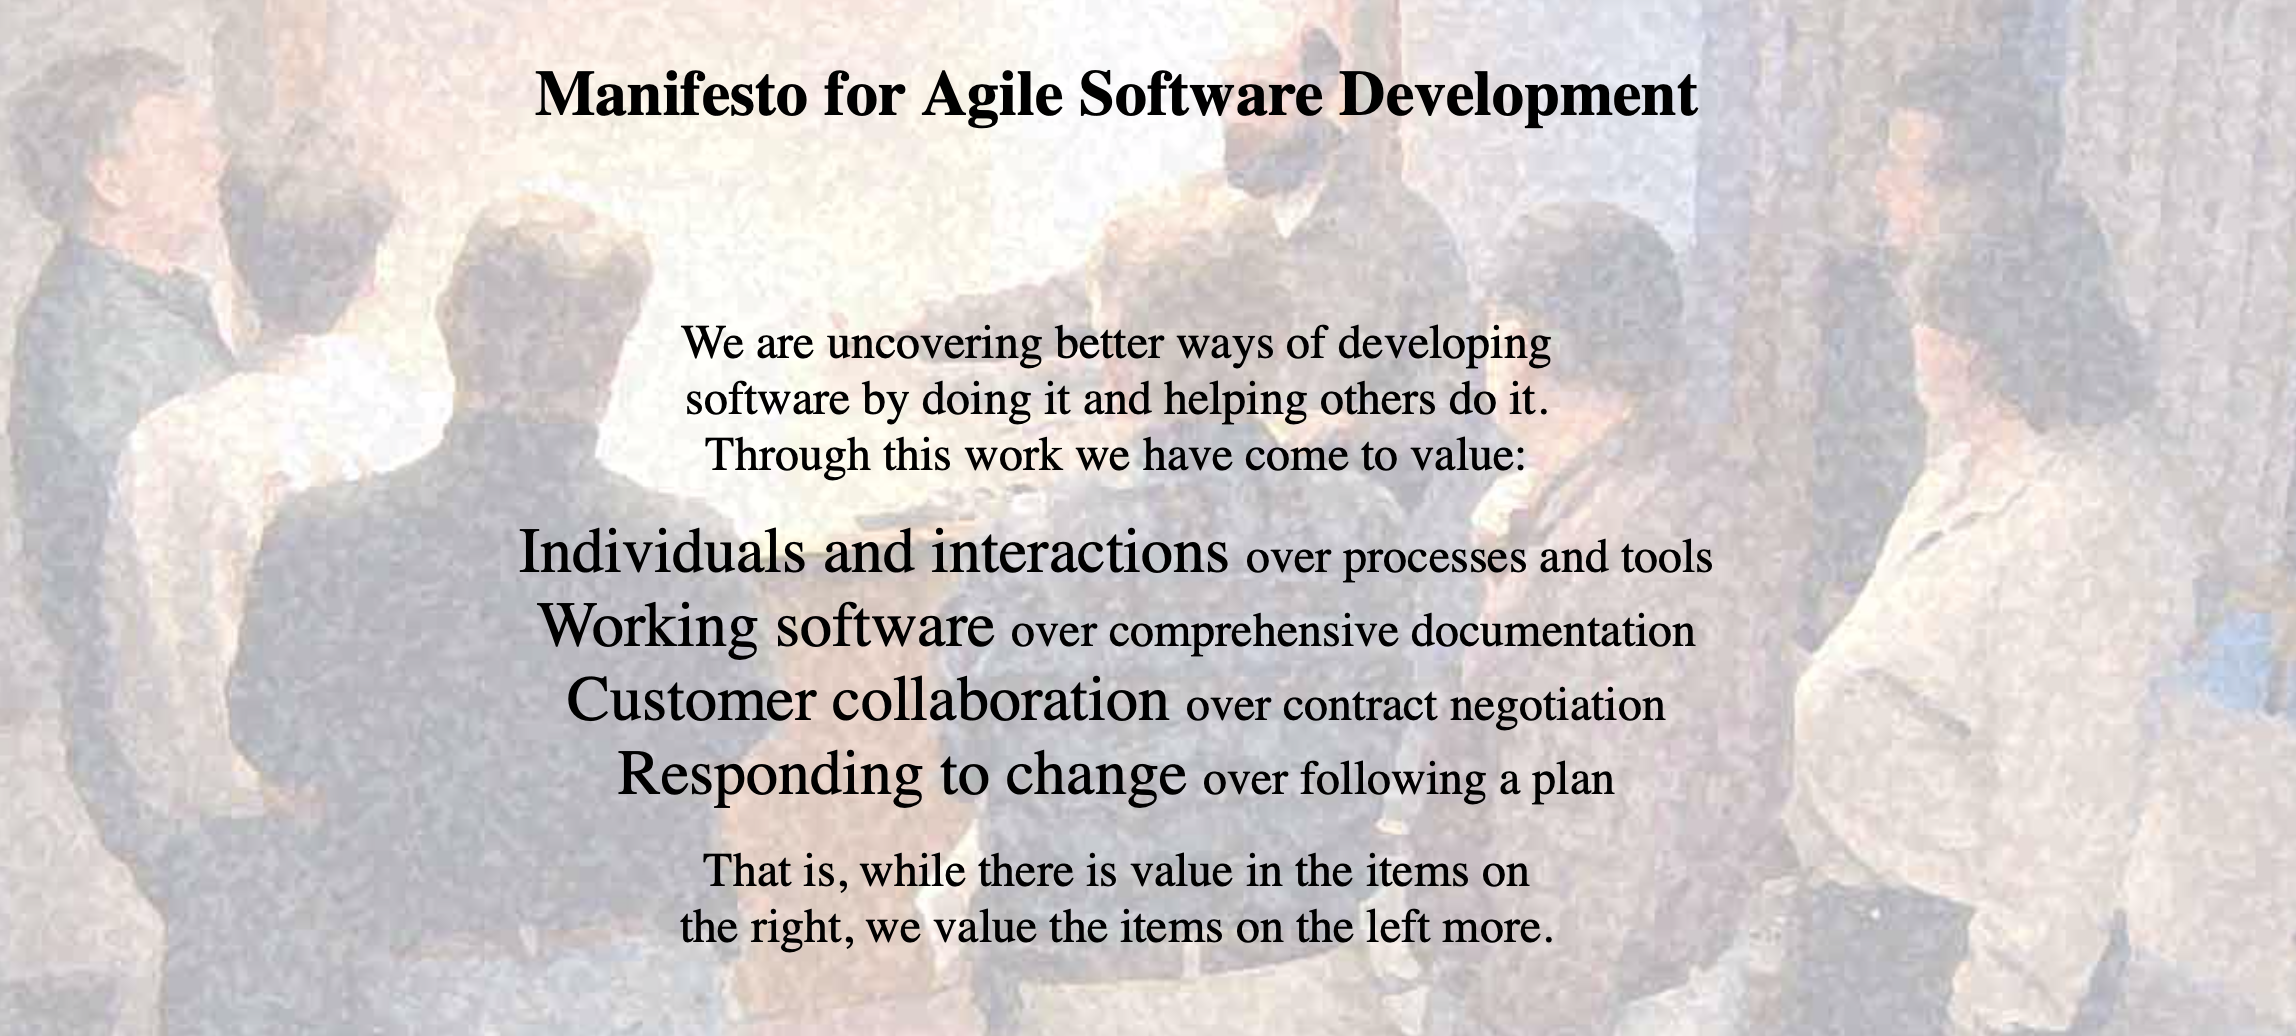 Manifesto for Agile Software Development
We are uncovering better ways of developing
software by doing it and helping others do it.
Through this work we have come to value:
Individuals and interactions over processes and tools
Working software over comprehensive documentation
Customer collaboration over contract negotiation
Responding to change over following a plan
That is, while there is value in the items on
the right, we value the items on the left more.